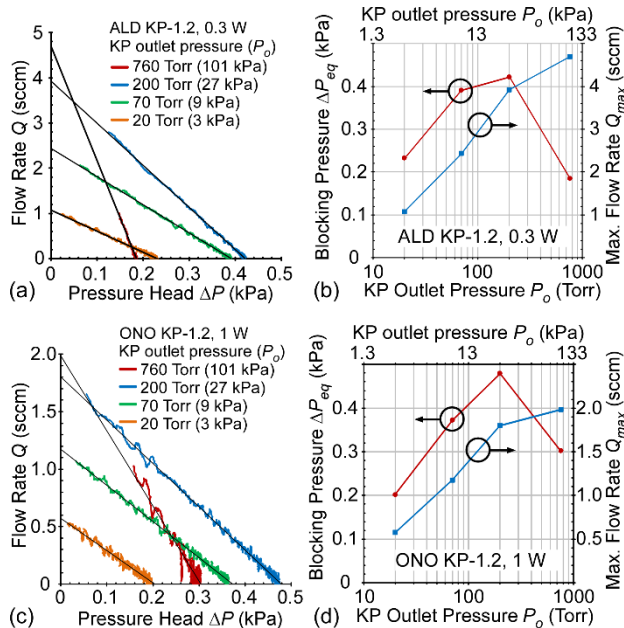 ALD KP-1.2, 0.3 W
KP outlet pressure (Po)
760 Torr (101 kPa)
200 Torr (27 kPa)
70 Torr (9 kPa)
20 Torr (3 kPa)
Flow Rate Q (sccm)
5
4
3
2
1
0
0 0.1 0.2 0.3 0.4 0.5
Pressure Head ΔP (kPa)
(a)
KP outlet pressure Po (kPa)
1.3 13 133
Blocking Pressure ΔPeq (kPa)
0.4
0.3
0.2
0.1
0
Max. Flow Rate Qmax (sccm)
4
3
2
1
ALD KP-1.2, 0.3 W
10 100 1000
KP Outlet Pressure Po (Torr)
(b)
ONO KP-1.2, 1 W
KP outlet pressure (Po)
760 Torr (101 kPa)
200 Torr (27 kPa)
70 Torr (9 kPa)
20 Torr (3 kPa)
Flow Rate Q (sccm)
2.0
1.5
1.0
0.5
0
0 0.1 0.2 0.3 0.4 0.5
Pressure Head ΔP (kPa)
(c)
KP outlet pressure Po (kPa)
1.3 13 133
Blocking Pressure ΔPeq (kPa)
0.4
0.3
0.2
0.1
0
Max. Flow Rate Qmax (sccm)
2.0
1.5
1.0
0.5
ONO KP-1.2, 1 W
10 100 1000
KP Outlet Pressure Po (Torr)
(d)